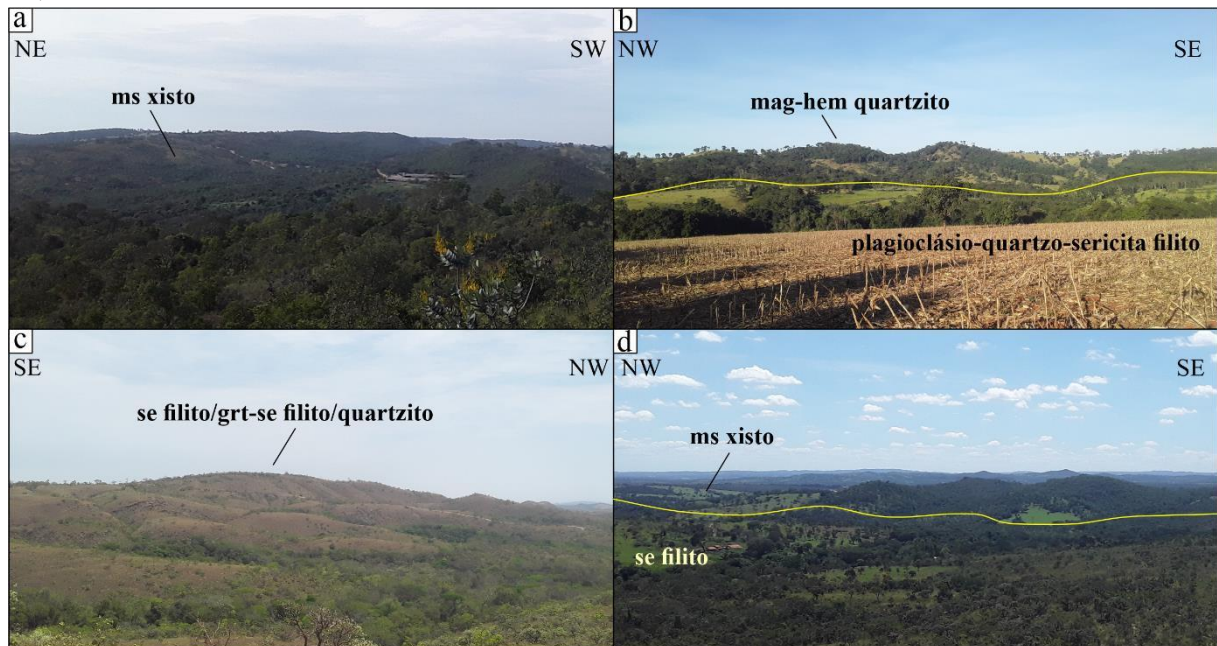 a
NE SW
ms xisto
b
NW SE
mag-hem quartzito
plagioclásio-quartzo-sericita filito
c
SE NW
se filito/grt-se filito/quartzito
d
NW SE
ms xisto
se filito